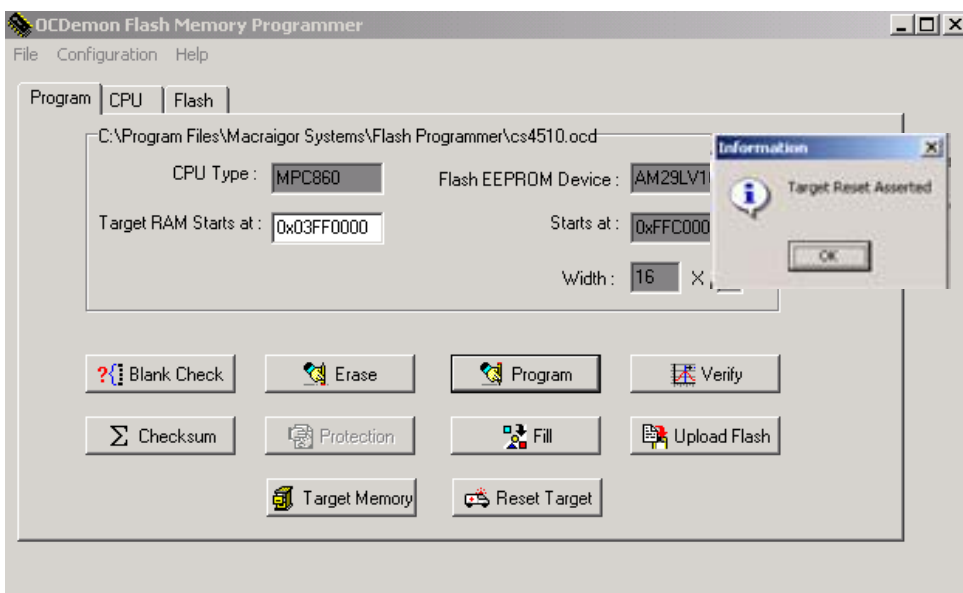 OCDemon Flash Memory Programmer
File Configuration Help
Program CPU Flash
C:\Program Files\Macraigor Systems\Flash Programmer\cs4510.ocd
CPU Type : MPC860
Flash EEPROM Device : AM29LV1
Target RAM Starts at : 0x03FF0000
Starts at : 0xFFC000
Width : 16 X
Information
Target Reset Asserted
OK
?{ Blank Check
Erase
Program
Verify
Σ Checksum
Protection
Fill
Upload Flash
Target Memory
Reset Target